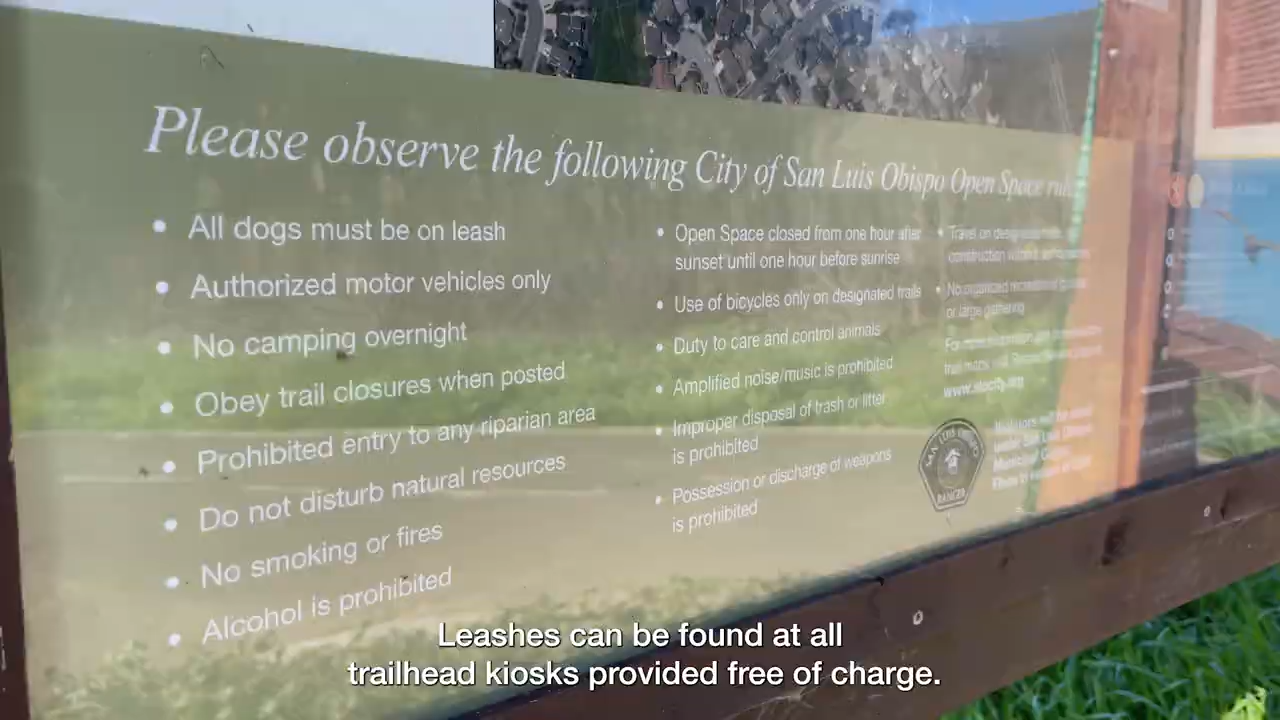 Please observe the following City of San Luis Obispo Open Space
• All dogs must be on leash
• Authorized motor vehicles only
• No camping overnight
• Obey trail closures when posted
• Prohibited entry to any riparian area
• Do not disturb natural resources
• No smoking or fires
• Alcohol is prohibited
• Open Space closed from one hour after
sunset until one hour before sunrise
• Use of bicycles only on designated trails
• Duty to care and control animals
• Amplified noise/music is prohibited
• Improper disposal of trash or litter
is prohibited
• Possession or discharge of weapons
is prohibited
• Travel on
construction without
• No organized recreational
or large gathering
www.slocity.org
SAN LUIS OBISPO
RANGER
Leashes can be found at all
trailhead kiosks provided free of charge.